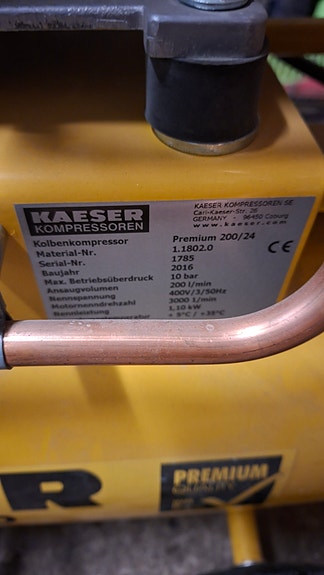 KAESER
KOMPRESSOREN
KAESER KOMPRESSOREN SE
Carl-Kaeser-Str. 26
GERMANY - 96450 Coburg
www.kaeser.com
Kolbenkompressor Premium 200/24
Material-Nr. 1.1802.0
Serial-Nr. 1785
Baujahr 2016
Max. Betriebsüberdruck 10 bar
Ansaugvolumen 200 l/min
Nennspannung 400V/3/50Hz
Motornenndrehzahl 3000 1/min
Nennleistung 1,10 kW
+ 5°C / +35°C
CE
R
PREMIUM
QUALITY